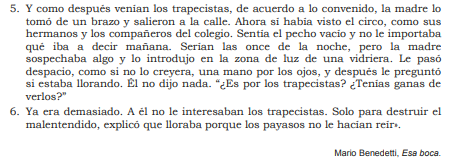 5. Y como después venían los trapecistas, de acuerdo a lo convenido, la madre lo
tomó de un brazo y salieron a la calle. Ahora sí había visto el circo, como sus
hermanos y los compañeros del colegio. Sentía el pecho vacío y no le importaba
qué iba a decir mañana. Serían las once de la noche, pero la madre
sospechaba algo y lo introdujo en la zona de luz de una vidriera. Le pasó
despacio, como si no lo creyera, una mano por los ojos, y después le preguntó
si estaba llorando. Él no dijo nada. “¿Es por los trapecistas? ¿Tenías ganas de
verlos?”
6. Ya era demasiado. A él no le interesaban los trapecistas. Solo para destruir el
malentendido, explicó que lloraba porque los payasos no le hacían reír».
Mario Benedetti, Esa boca.